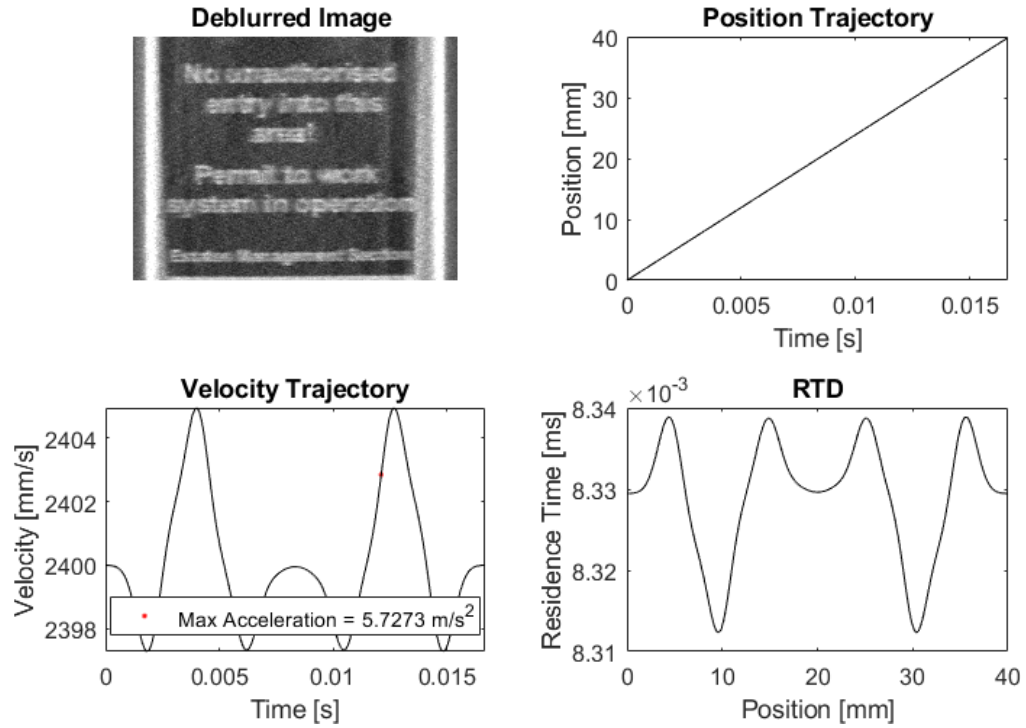 Deblurred Image
No unauthorised
entry into this
area!
Permit to work
system in operation
Position Trajectory
40
30
20
10
0
Position [mm]
0 0.005 0.01 0.015
Time [s]
Velocity Trajectory
2404
2402
2400
2398
Velocity [mm/s]
Max Acceleration = 5.7273 m/s²
0 0.005 0.01 0.015
Time [s]
RTD
×10⁻³
8.34
8.33
8.32
8.31
Residence Time [ms]
0 10 20 30 40
Position [mm]